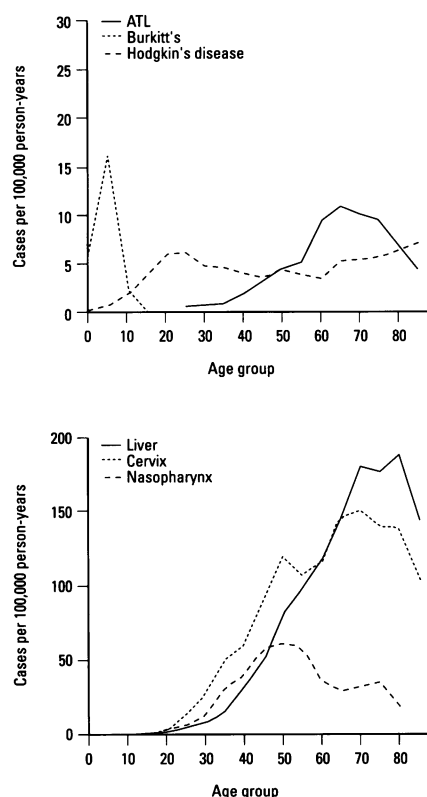 30
25
20
15
10
5
0
Cases per 100,000 person-years
ATL
Burkitt's
Hodgkin's disease
0 10 20 30 40 50 60 70 80
Age group
200
150
100
50
0
Cases per 100,000 person-years
Liver
Cervix
Nasopharynx
0 10 20 30 40 50 60 70 80
Age group